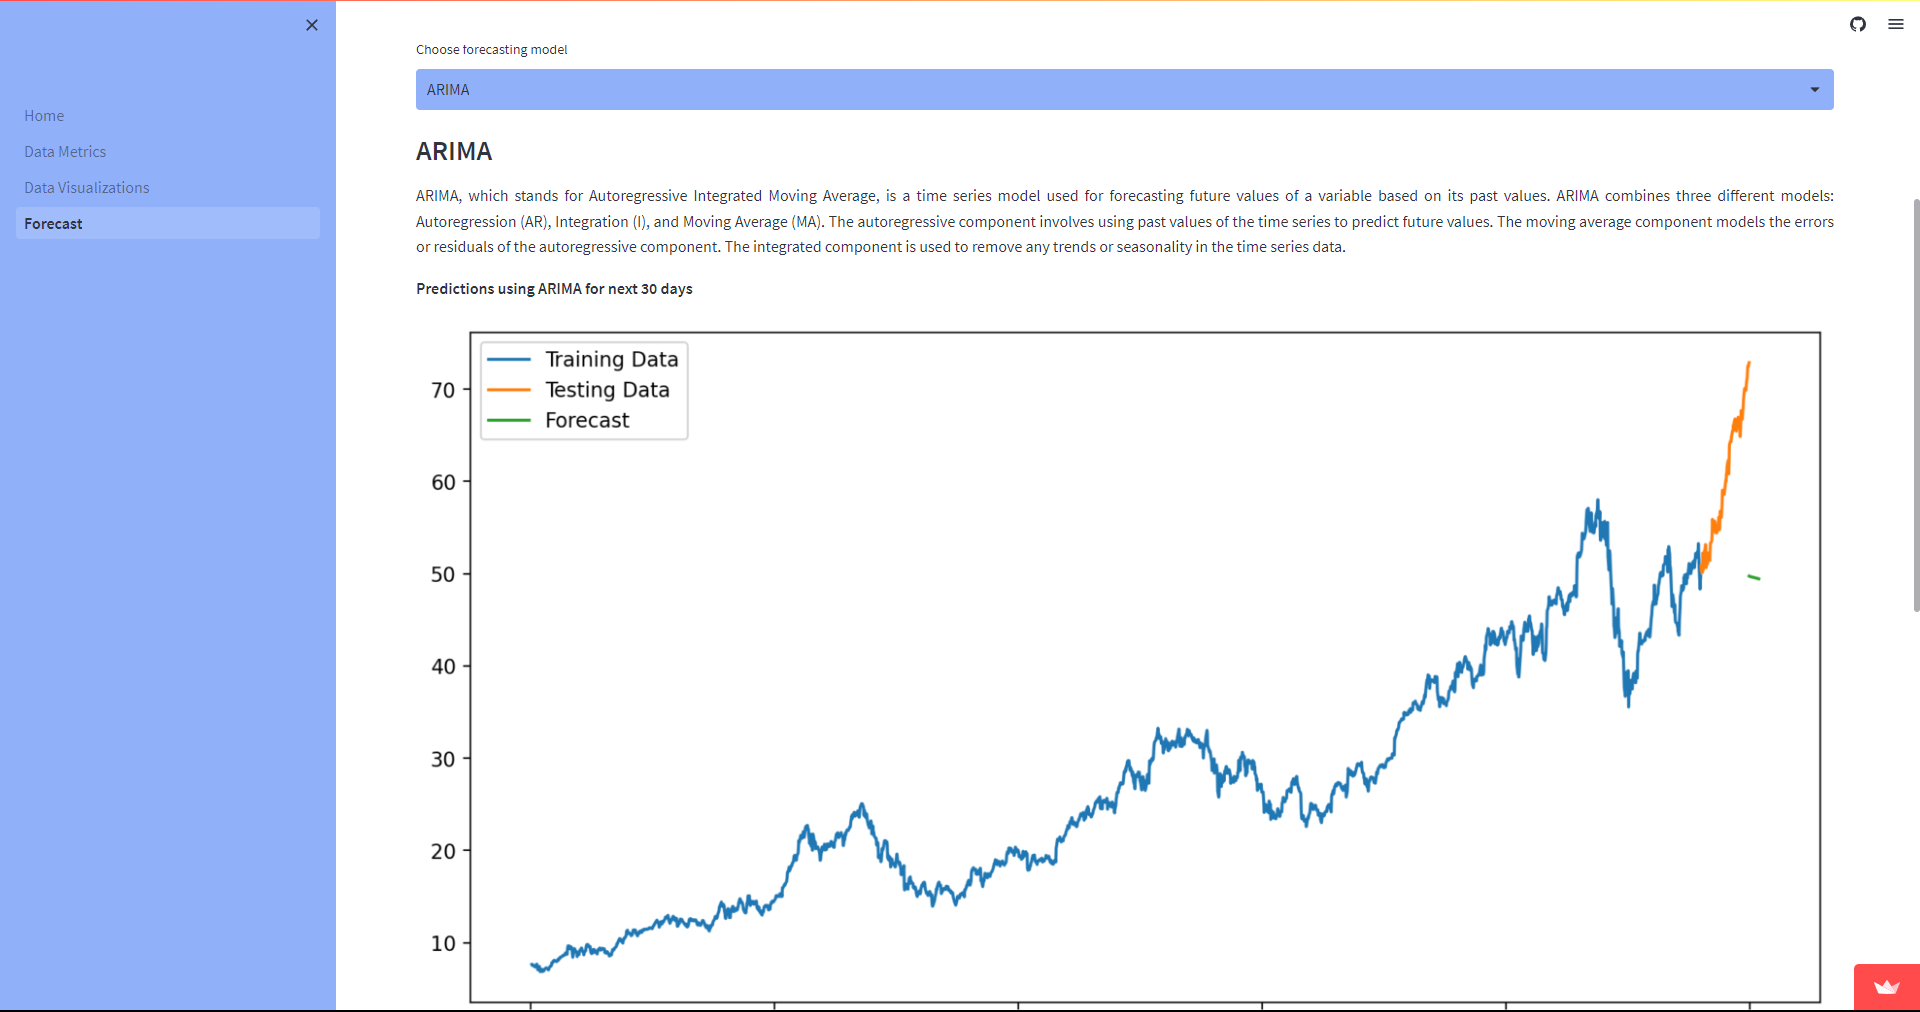 Home
Data Metrics
Data Visualizations
Forecast
Choose forecasting model
ARIMA
ARIMA
ARIMA, which stands for Autoregressive Integrated Moving Average, is a time series model used for forecasting future values of a variable based on its past values. ARIMA combines three different models:
Autoregression (AR), Integration (I), and Moving Average (MA). The autoregressive component involves using past values of the time series to predict future values. The moving average component models the errors
or residuals of the autoregressive component. The integrated component is used to remove any trends or seasonality in the time series data.
Predictions using ARIMA for next 30 days
Training Data
Testing Data
Forecast
70
60
50
40
30
20
10